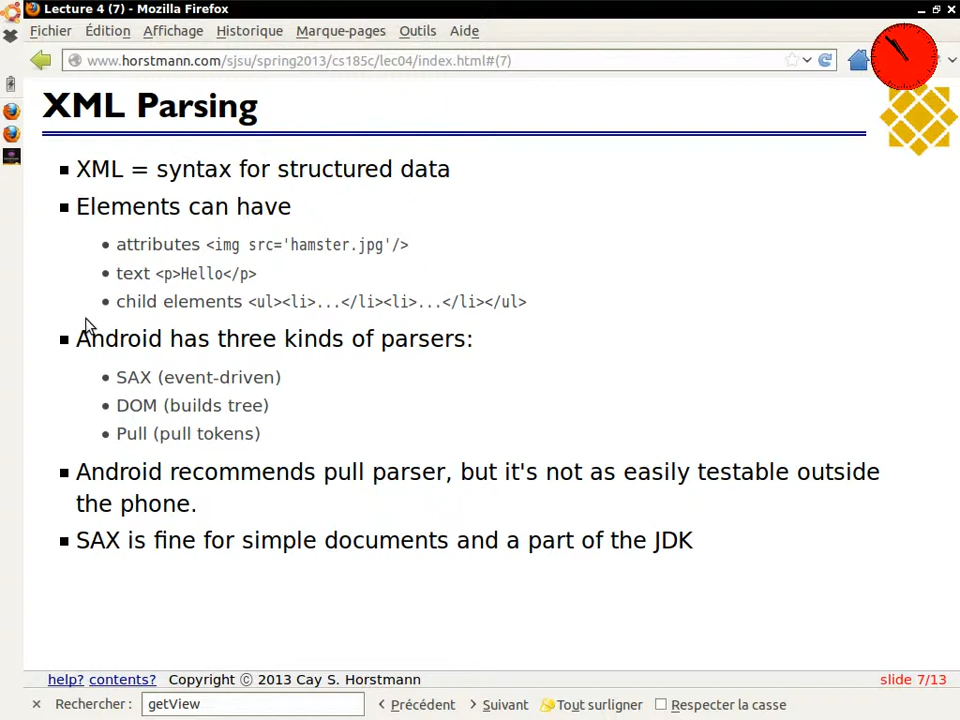 Lecture 4 (7) - Mozilla Firefox
Fichier Édition Affichage Historique Marque-pages Outils Aide
www.horstmann.com/sjsu/spring2013/cs185c/lec04/index.html#(7)
XML Parsing
XML = syntax for structured data
Elements can have
attributes <img src='hamster.jpg'/>
text <p>Hello</p>
child elements <ul><li>...</li><li>...</li></ul>
Android has three kinds of parsers:
SAX (event-driven)
DOM (builds tree)
Pull (pull tokens)
Android recommends pull parser, but it's not as easily testable outside
the phone.
SAX is fine for simple documents and a part of the JDK
help? contents? Copyright © 2013 Cay S. Horstmann slide 7/13
Rechercher : getView Précédent Suivant Tout surligner Respecter la casse